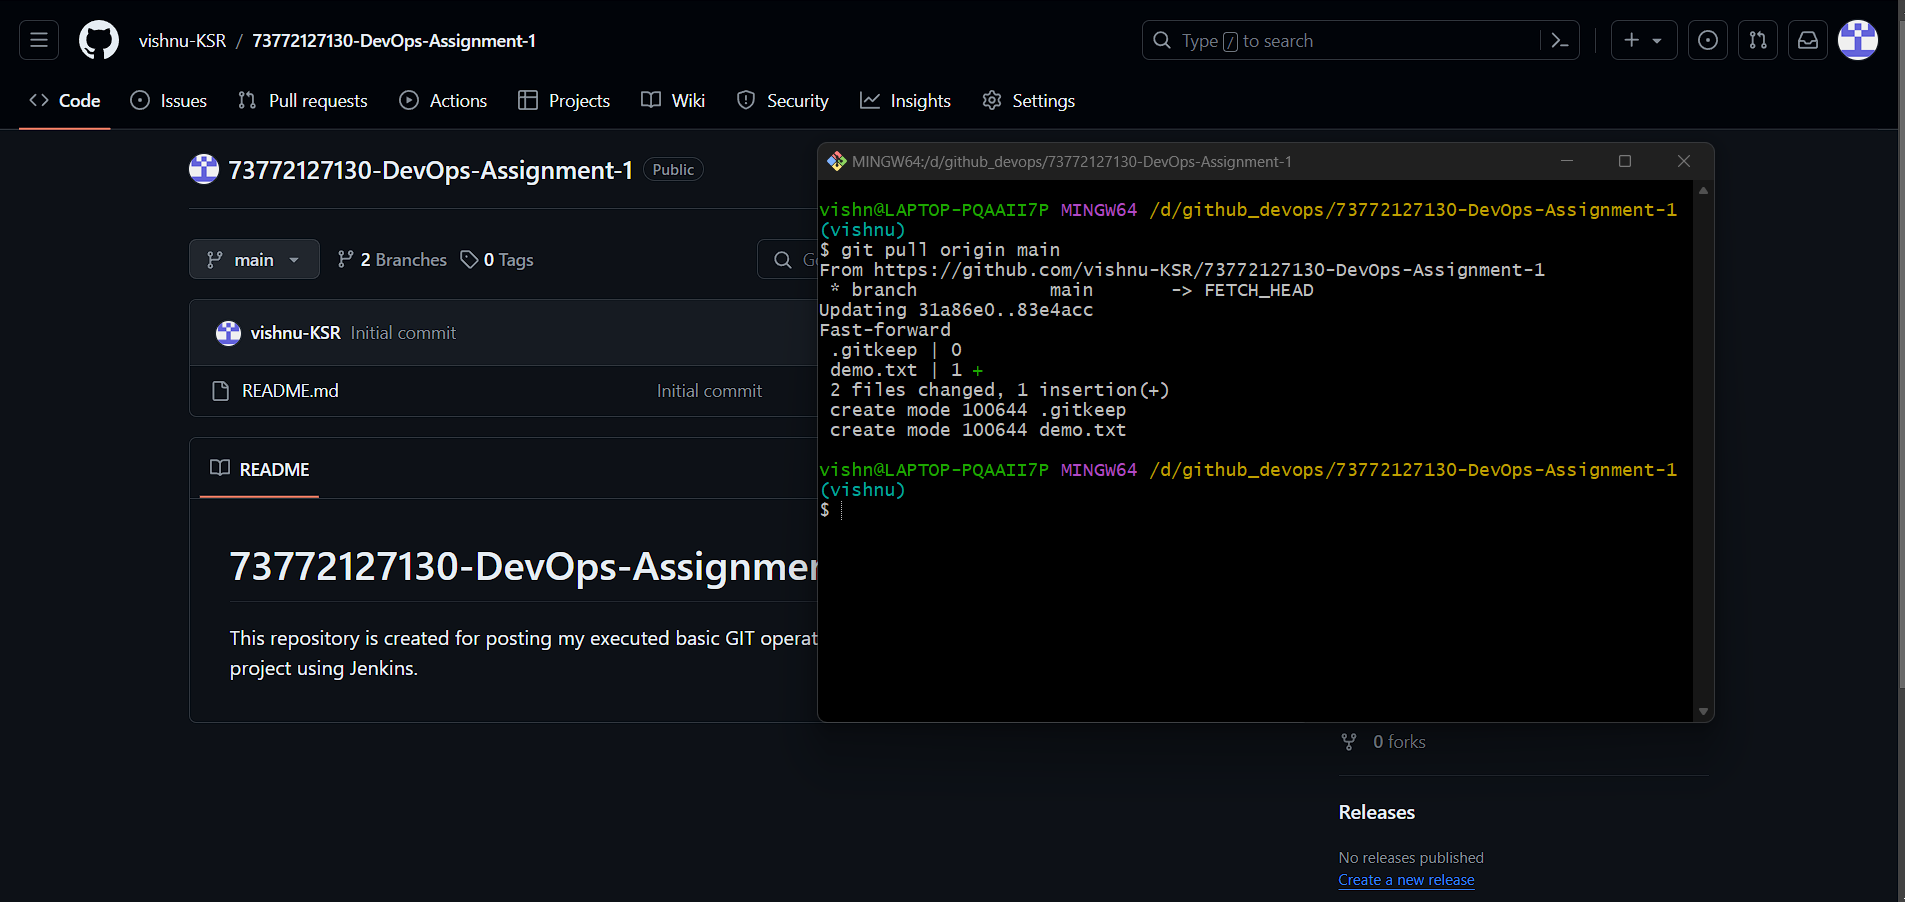 vishnu-KSR / 73772127130-DevOps-Assignment-1
Type / to search
Code
Issues
Pull requests
Actions
Projects
Wiki
Security
Insights
Settings
73772127130-DevOps-Assignment-1 Public
main
2 Branches
0 Tags
vishnu-KSR Initial commit
README.md Initial commit
README
73772127130-DevOps-Assignmen
This repository is created for posting my executed basic GIT operat
project using Jenkins.
MINGW64:/d/github_devops/73772127130-DevOps-Assignment-1
vishn@LAPTOP-PQAAII7P MINGW64 /d/github_devops/73772127130-DevOps-Assignment-1
(vishnu)
$ git pull origin main
From https://github.com/vishnu-KSR/73772127130-DevOps-Assignment-1
* branch main -> FETCH_HEAD
Updating 31a86e0..83e4acc
Fast-forward
.gitkeep | 0
demo.txt | 1 +
2 files changed, 1 insertion(+)
create mode 100644 .gitkeep
create mode 100644 demo.txt
vishn@LAPTOP-PQAAII7P MINGW64 /d/github_devops/73772127130-DevOps-Assignment-1
(vishnu)
$
0 forks
Releases
No releases published
Create a new release